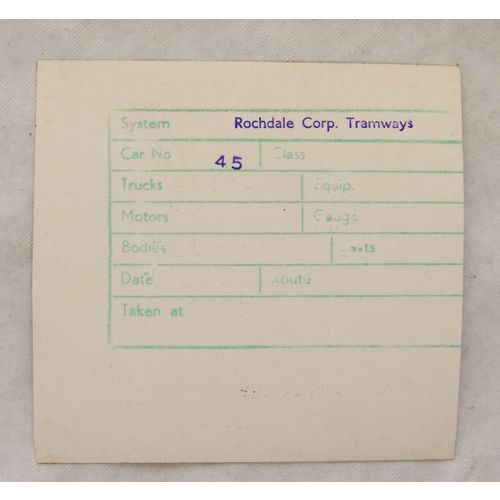 System Rochdale Corp. Tramways
Car No 45 Class
Trucks Equip.
Motors Gauge
Bodies Seats
Date Route
Taken at